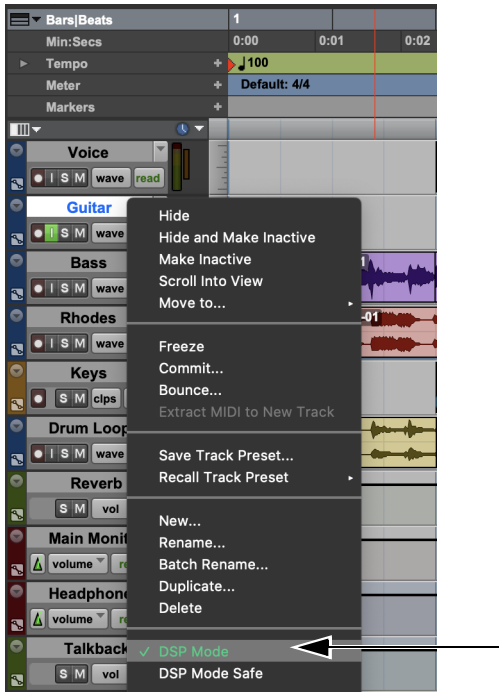 Bars|Beats 1
Min:Secs 0:00 0:01 0:02
Tempo + 100
Meter + Default: 4/4
Markers +
Voice
I S M wave read
Guitar
I S M wave
Hide
Hide and Make Inactive
Make Inactive
Scroll Into View
Move to...
Bass 1
I S M wave
Rhodes -01
I S M wave
Freeze
Commit...
Bounce...
Extract MIDI to New Track
Keys
S M clps
Drum Loop
I S M wave
Save Track Preset...
Recall Track Preset
Reverb
S M vol
New...
Rename...
Batch Rename...
Duplicate...
Delete
Main Monit
volume re
Headphone
volume re
Talkback
S M vol
✓ DSP Mode
DSP Mode Safe